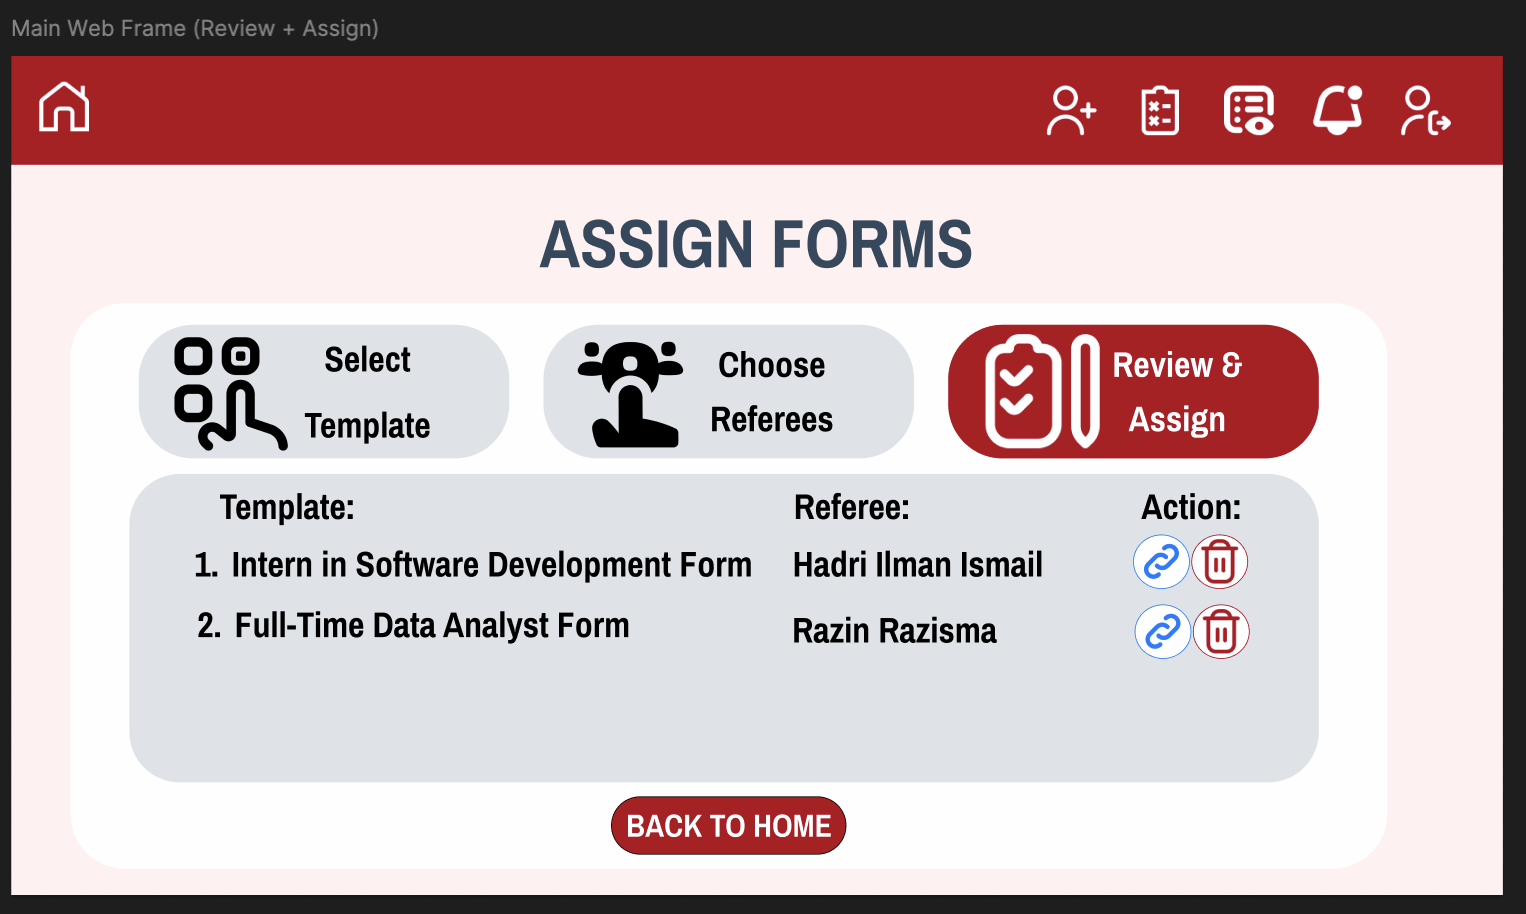 Main Web Frame (Review + Assign)
ASSIGN FORMS
Select
Template
Choose
Referees
Review &
Assign
Template: Referee: Action:
1. Intern in Software Development Form Hadri Ilman Ismail
2. Full-Time Data Analyst Form Razin Razisma
BACK TO HOME